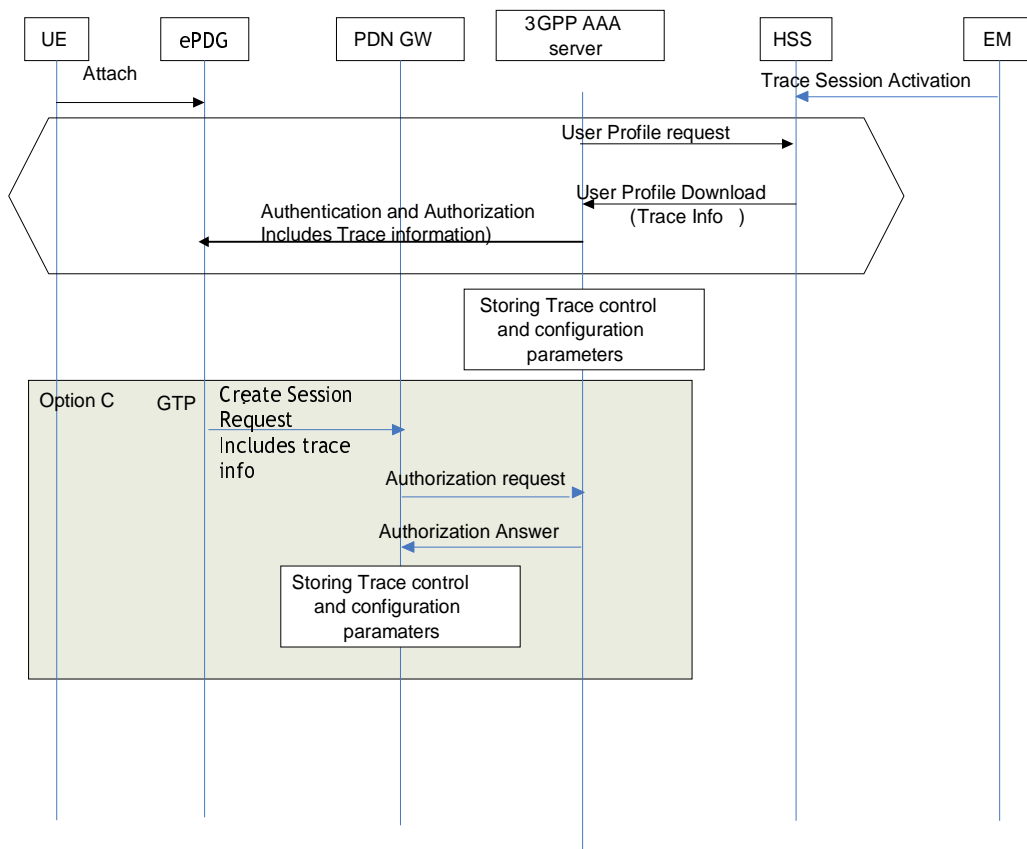 UE
ePDG
PDN GW
3GPP AAA
server
HSS
EM
Attach
Trace Session Activation
User Profile request
User Profile Download
(Trace Info )
Authentication and Authorization
Includes Trace information)
Storing Trace control
and configuration
parameters
Option C
GTP
Create Session
Request
Includes trace
info
Authorization request
Authorization Answer
Storing Trace control
and configuration
paramaters